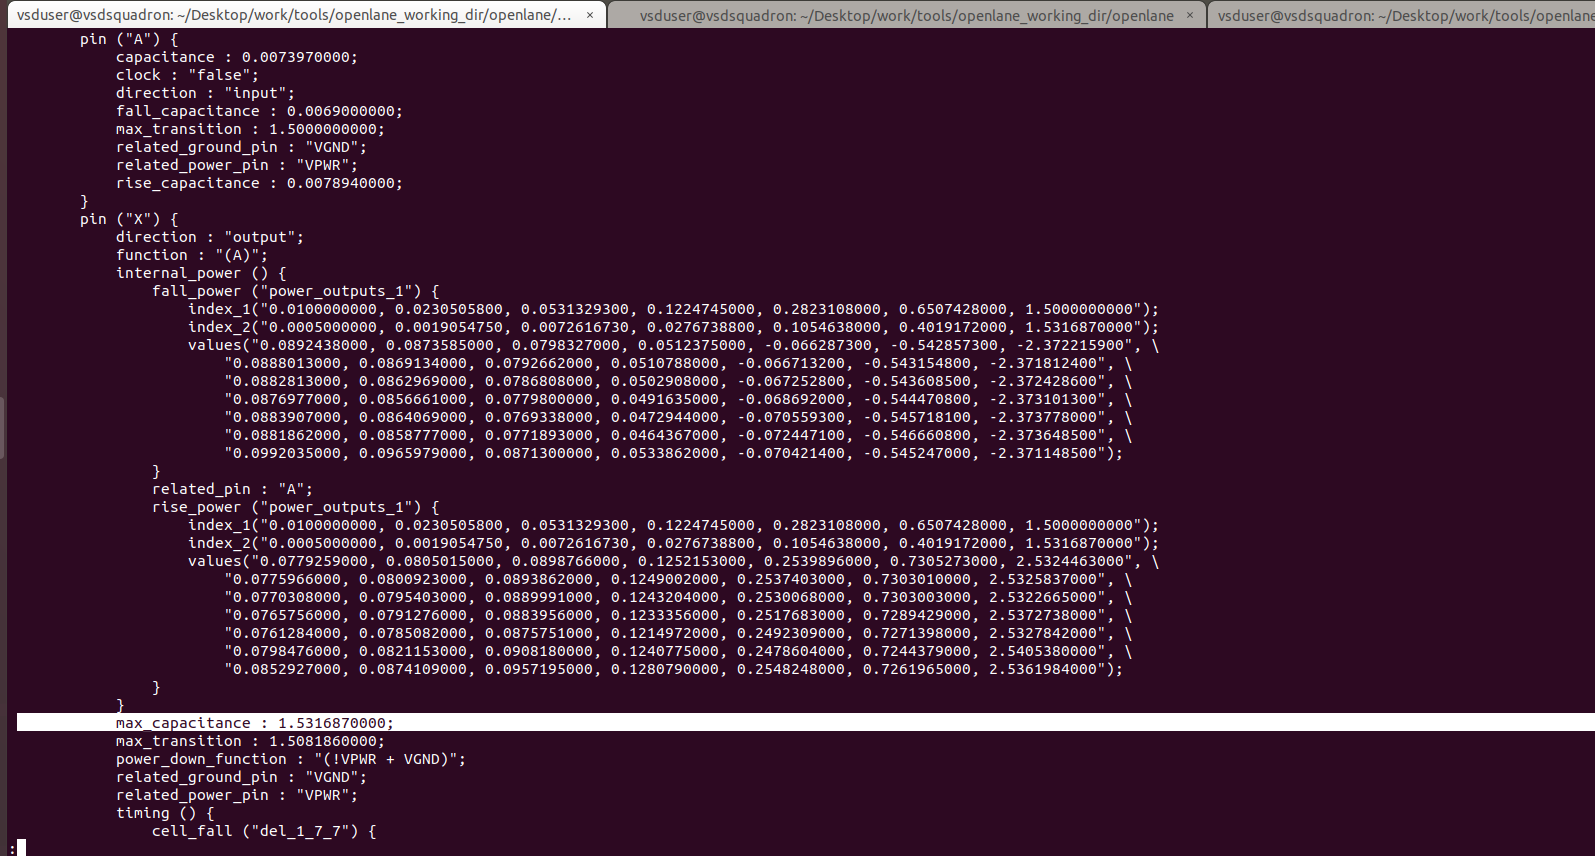 vsduser@vsdsquadron: ~/Desktop/work/tools/openlane_working_dir/openlane/... × vsduser@vsdsquadron: ~/Desktop/work/tools/openlane_working_dir/openlane × vsduser@vsdsquadron: ~/Desktop/work/tools/openlane
pin ("A") {
capacitance : 0.0073970000;
clock : "false";
direction : "input";
fall_capacitance : 0.0069000000;
max_transition : 1.5000000000;
related_ground_pin : "VGND";
related_power_pin : "VPWR";
rise_capacitance : 0.0078940000;
}
pin ("X") {
direction : "output";
function : "(A)";
internal_power () {
fall_power ("power_outputs_1") {
index_1("0.0100000000, 0.0230505800, 0.0531329300, 0.1224745000, 0.2823108000, 0.6507428000, 1.5000000000");
index_2("0.0005000000, 0.0019054750, 0.0072616730, 0.0276738800, 0.1054638000, 0.4019172000, 1.5316870000");
values("0.0892438000, 0.0873585000, 0.0798327000, 0.0512375000, -0.066287300, -0.542857300, -2.372215900", \
"0.0888013000, 0.0869134000, 0.0792662000, 0.0510788000, -0.066713200, -0.543154800, -2.371812400", \
"0.0882813000, 0.0862969000, 0.0786808000, 0.0502908000, -0.067252800, -0.543608500, -2.372428600", \
"0.0876977000, 0.0856661000, 0.0779800000, 0.0491635000, -0.068692000, -0.544470800, -2.373101300", \
"0.0883907000, 0.0864069000, 0.0769338000, 0.0472944000, -0.070559300, -0.545718100, -2.373778000", \
"0.0881862000, 0.0858777000, 0.0771893000, 0.0464367000, -0.072447100, -0.546660800, -2.373648500", \
"0.0992035000, 0.0965979000, 0.0871300000, 0.0533862000, -0.070421400, -0.545247000, -2.371148500");
}
related_pin : "A";
rise_power ("power_outputs_1") {
index_1("0.0100000000, 0.0230505800, 0.0531329300, 0.1224745000, 0.2823108000, 0.6507428000, 1.5000000000");
index_2("0.0005000000, 0.0019054750, 0.0072616730, 0.0276738800, 0.1054638000, 0.4019172000, 1.5316870000");
values("0.0779259000, 0.0805015000, 0.0898766000, 0.1252153000, 0.2539896000, 0.7305273000, 2.5324463000", \
"0.0775966000, 0.0800923000, 0.0893862000, 0.1249002000, 0.2537403000, 0.7303010000, 2.5325837000", \
"0.0770308000, 0.0795403000, 0.0889991000, 0.1243204000, 0.2530068000, 0.7303003000, 2.5322665000", \
"0.0765756000, 0.0791276000, 0.0883956000, 0.1233356000, 0.2517683000, 0.7289429000, 2.5372738000", \
"0.0761284000, 0.0785082000, 0.0875751000, 0.1214972000, 0.2492309000, 0.7271398000, 2.5327842000", \
"0.0798476000, 0.0821153000, 0.0908180000, 0.1240775000, 0.2478604000, 0.7244379000, 2.5405380000", \
"0.0852927000, 0.0874109000, 0.0957195000, 0.1280790000, 0.2548248000, 0.7261965000, 2.5361984000");
}
}
max_capacitance : 1.5316870000;
max_transition : 1.5081860000;
power_down_function : "(!VPWR + VGND)";
related_ground_pin : "VGND";
related_power_pin : "VPWR";
timing () {
cell_fall ("del_1_7_7") {
: